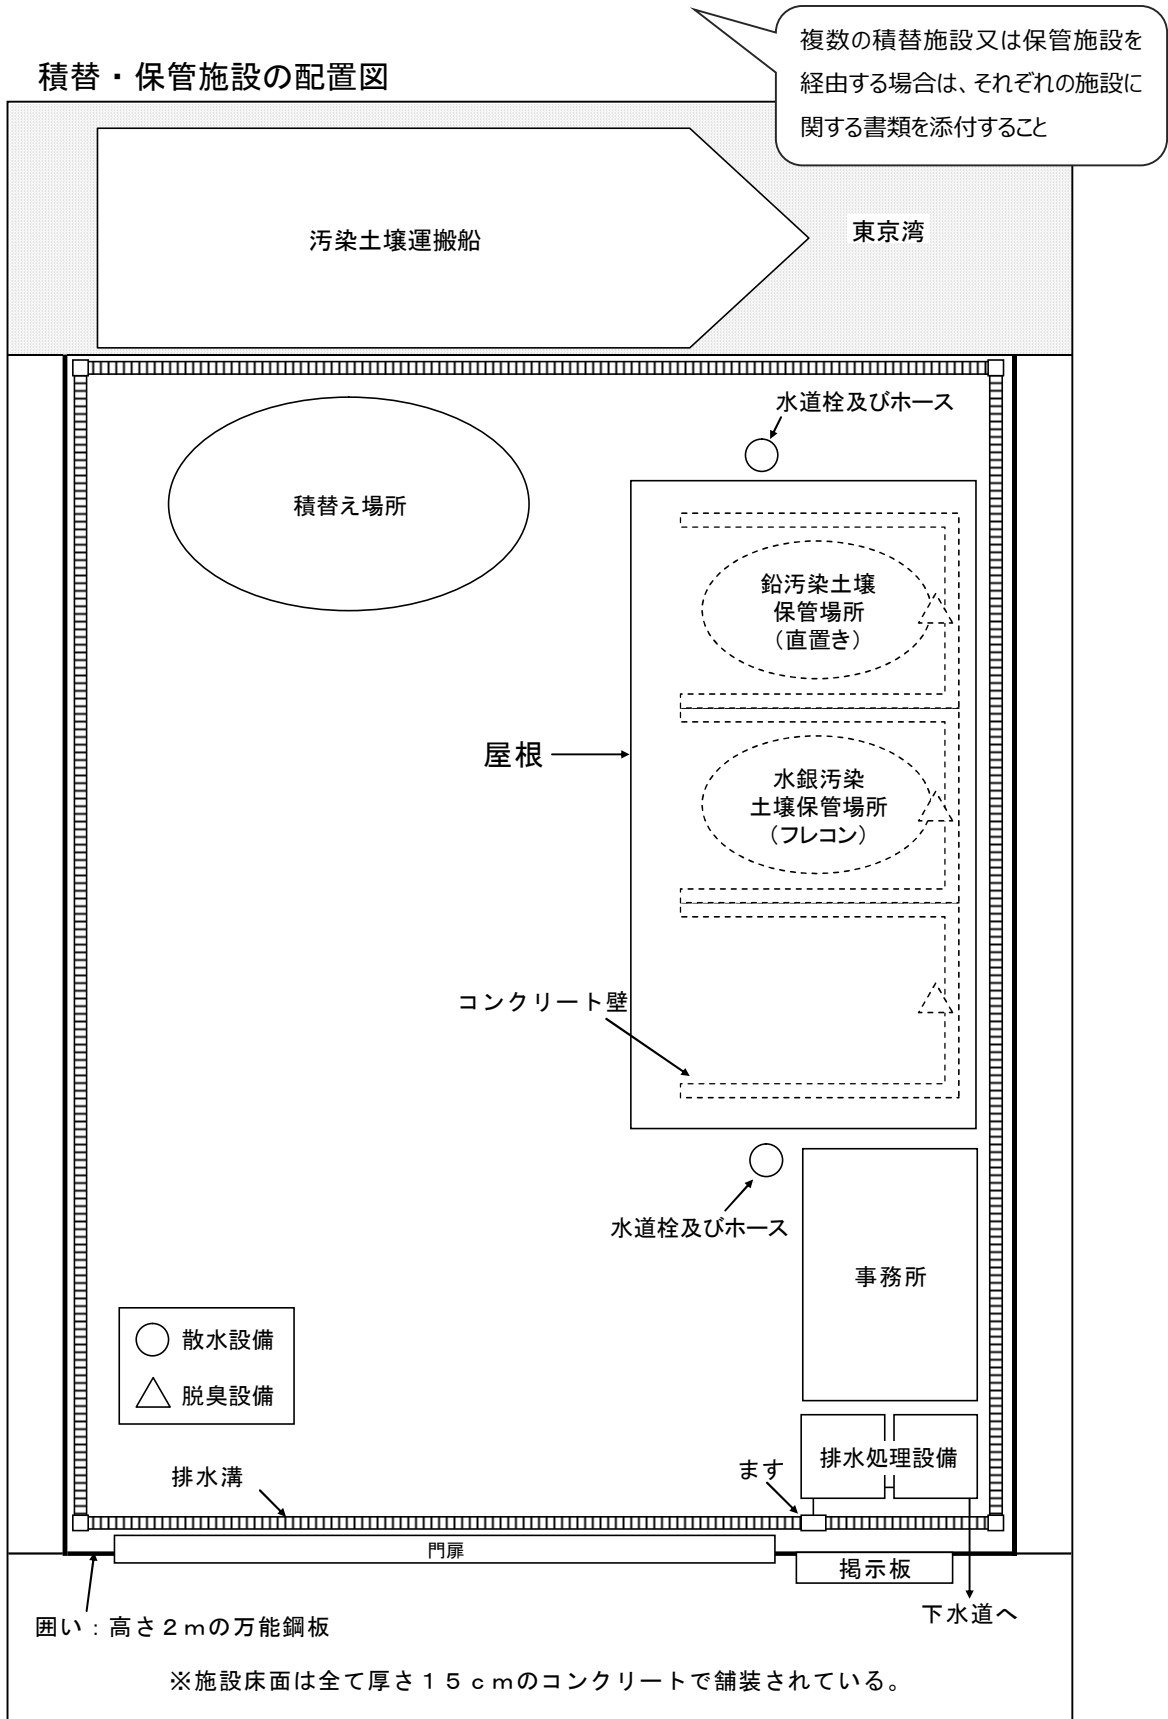 複数の積替施設又は保管施設を
経由する場合は、それぞれの施設に
関する書類を添付すること
積替・保管施設の配置図
汚染土壌運搬船
東京湾
水道栓及びホース
積替え場所
鉛汚染土壌
保管場所
（直置き）
屋根
水銀汚染
土壌保管場所
（フレコン）
コンクリート壁
水道栓及びホース
事務所
散水設備
脱臭設備
排水処理設備
ます
排水溝
門扉
掲示板
下水道へ
囲い：高さ２ｍの万能鋼板
※施設床面は全て厚さ１５ｃｍのコンクリートで舗装されている。